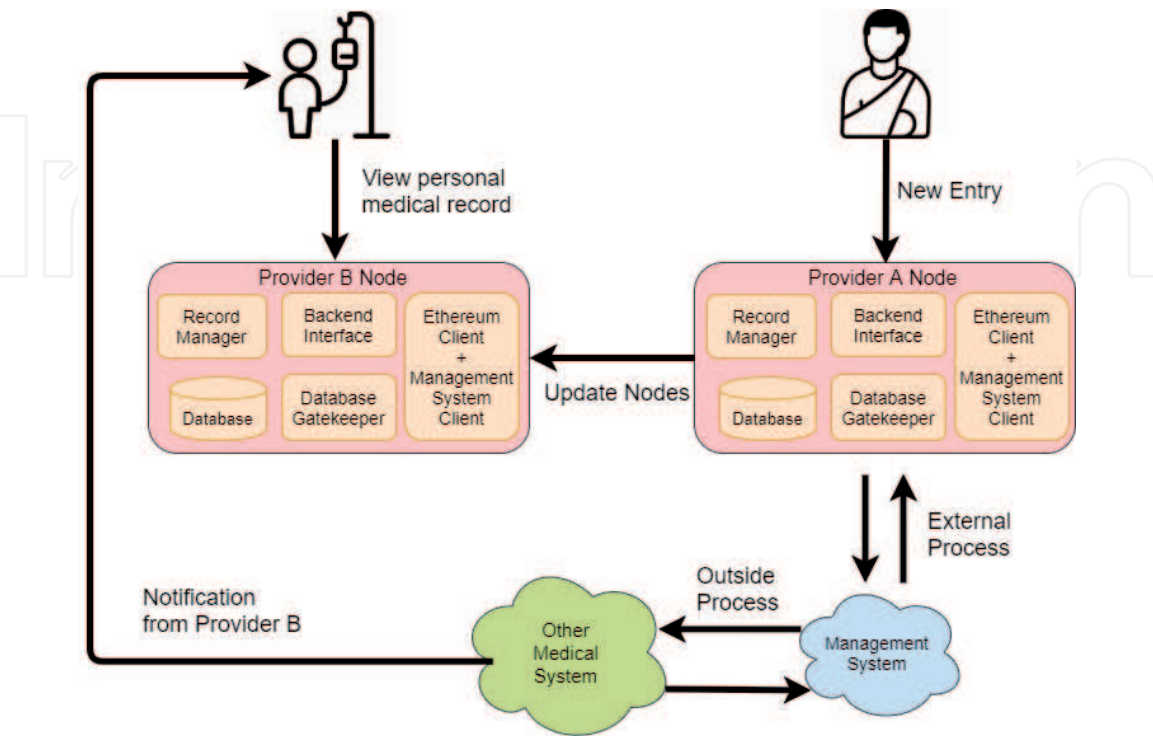 View personal
medical record
New Entry
Provider B Node
Record
Manager
Backend
Interface
Ethereum
Client
+
Management
System
Client
Database
Database
Gatekeeper
Update Nodes
Provider A Node
Record
Manager
Backend
Interface
Ethereum
Client
+
Management
System
Client
Database
Database
Gatekeeper
External
Process
Outside
Process
Notification
from Provider B
Other
Medical
System
Management
System